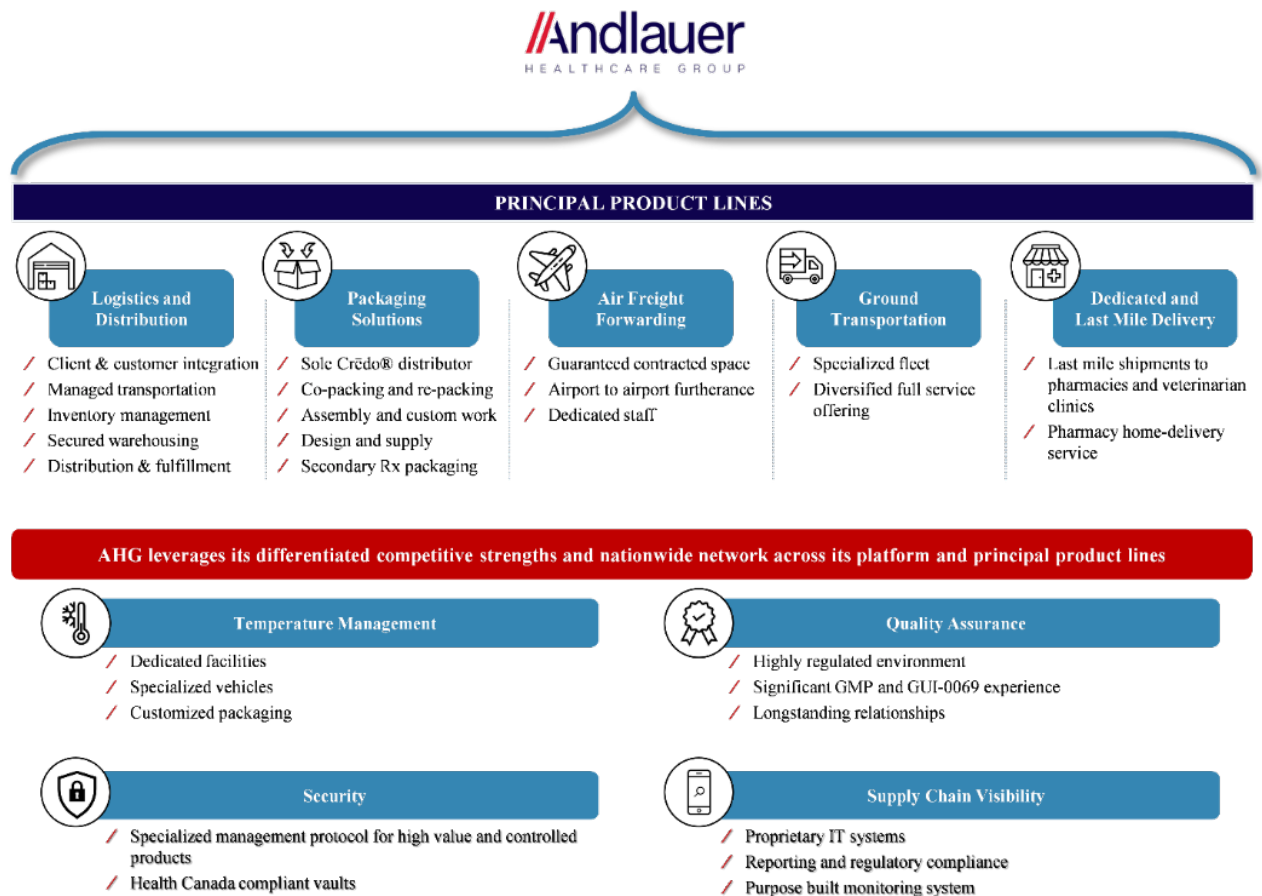 Andlauer
HEALTHCARE GROUP
PRINCIPAL PRODUCT LINES
Logistics and
Distribution
Client & customer integration
Managed transportation
Inventory management
Secured warehousing
Distribution & fulfillment
Packaging
Solutions
Sole Crēdo® distributor
Co-packing and re-packing
Assembly and custom work
Design and supply
Secondary Rx packaging
Air Freight
Forwarding
Guaranteed contracted space
Airport to airport furtherance
Dedicated staff
Ground
Transportation
Specialized fleet
Diversified full service
offering
Dedicated and
Last Mile Delivery
Last mile shipments to
pharmacies and veterinarian
clinics
Pharmacy home-delivery
service
AHG leverages its differentiated competitive strengths and nationwide network across its platform and principal product lines
Temperature Management
Dedicated facilities
Specialized vehicles
Customized packaging
Quality Assurance
Highly regulated environment
Significant GMP and GUI-0069 experience
Longstanding relationships
Security
Specialized management protocol for high value and controlled
products
Health Canada compliant vaults
Supply Chain Visibility
Proprietary IT systems
Reporting and regulatory compliance
Purpose built monitoring system